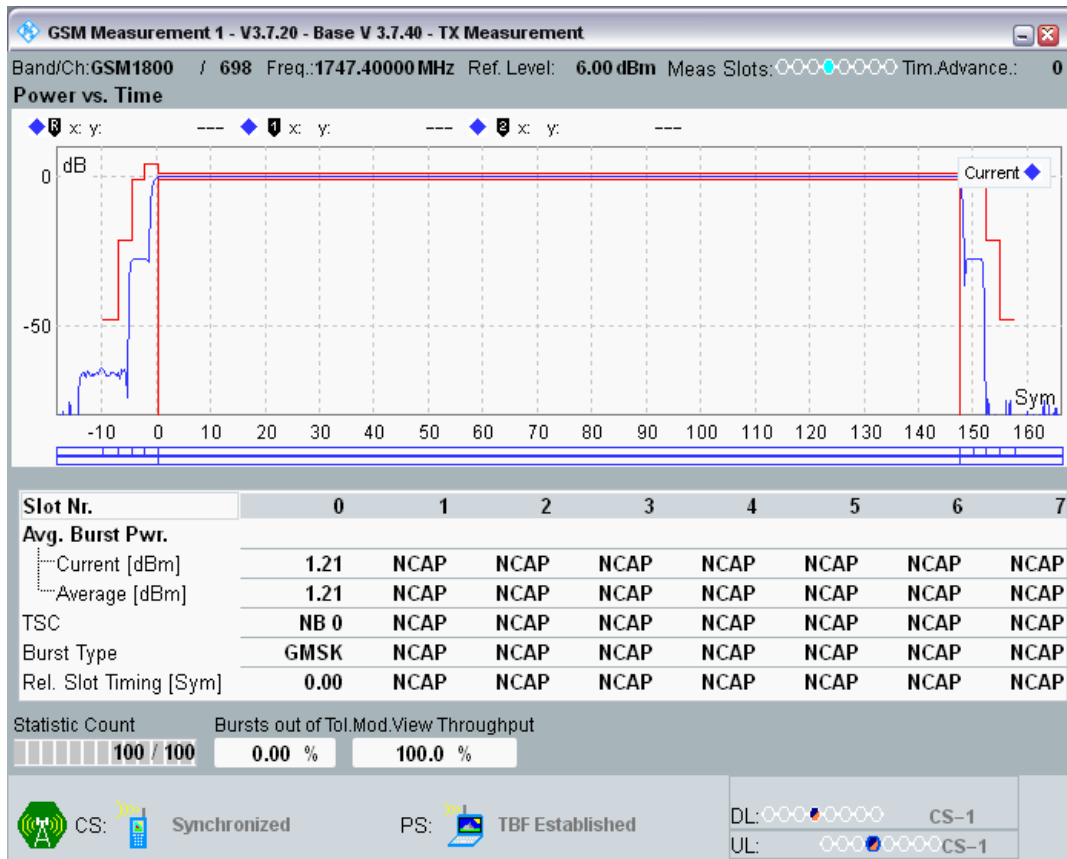 GSM Measurement 1 - V3.7.20 - Base V 3.7.40 - TX Measurement
Band/Ch:GSM1800 / 698 Freq.:1747.40000 MHz Ref. Level: 6.00 dBm Meas Slots: Tim.Advance.: 0
Power vs. Time
R x: y: --- 1 x: y: --- 2 x: y: ---
dB
0
Current
-50
Sym
-10 0 10 20 30 40 50 60 70 80 90 100 110 120 130 140 150 160
Slot Nr. 0 1 2 3 4 5 6 7
Avg. Burst Pwr.
Current [dBm] 1.21 NCAP NCAP NCAP NCAP NCAP NCAP NCAP
Average [dBm] 1.21 NCAP NCAP NCAP NCAP NCAP NCAP NCAP
TSC NB 0 NCAP NCAP NCAP NCAP NCAP NCAP NCAP
Burst Type GMSK NCAP NCAP NCAP NCAP NCAP NCAP NCAP
Rel. Slot Timing [Sym] 0.00 NCAP NCAP NCAP NCAP NCAP NCAP NCAP
Statistic Count Bursts out of Tol. Mod.View Throughput
100 / 100 0.00 % 100.0 %
CS: Synchronized PS: TBF Established DL: CS-1
UL: CS-1